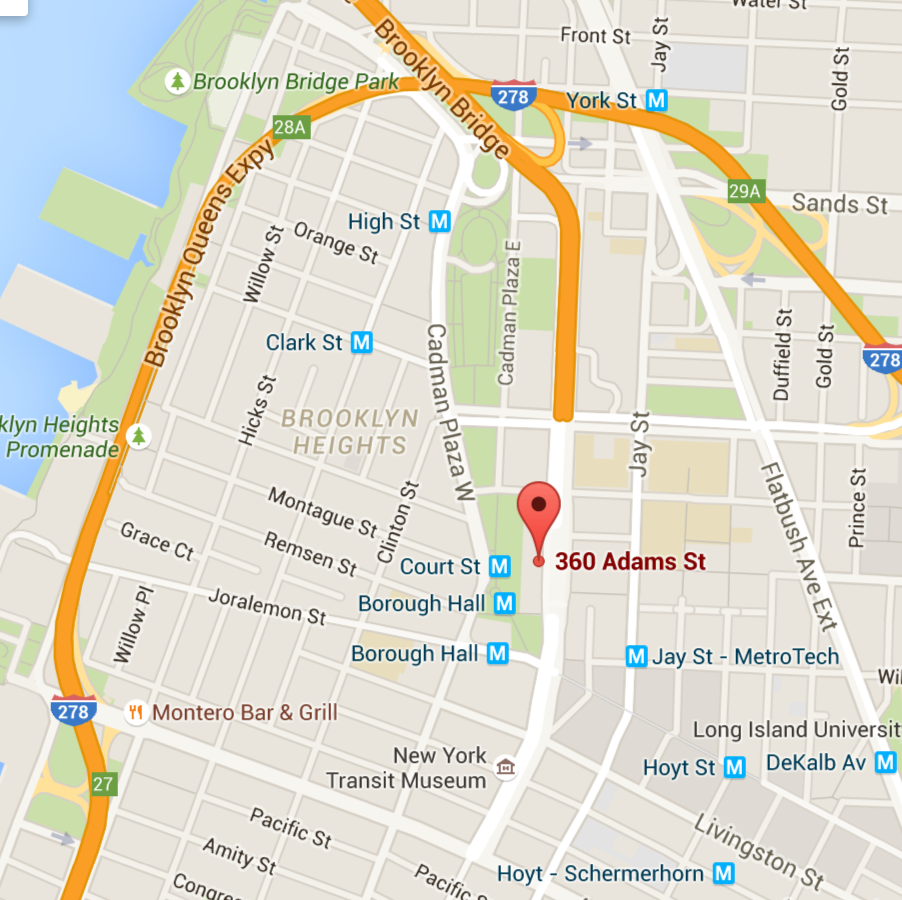 Water St
Front St
Jay St
Gold St
Brooklyn Bridge
Brooklyn Bridge Park
278
York St M
28A
Brooklyn Queens Expy
29A
Sands St
High St M
Orange St
Willow St
Cadman Plaza E
Clark St M
Cadman Plaza W
Duffield St
Gold St
278
Hicks St
BROOKLYN
HEIGHTS
klyn Heights
Promenade
Jay St
Flatbush Ave Ext
Prince St
Montague St
Clinton St
Grace Ct
Remsen St
Court St M
360 Adams St
Borough Hall M
Joralemon St
Willow Pl
Borough Hall M
M Jay St - MetroTech
278
Montero Bar & Grill
Long Island Universit
New York
Transit Museum
Hoyt St M
DeKalb Av M
27
Pacific St
Amity St
Livingston St
Hoyt - Schermerhorn M
Pacific S
Congre